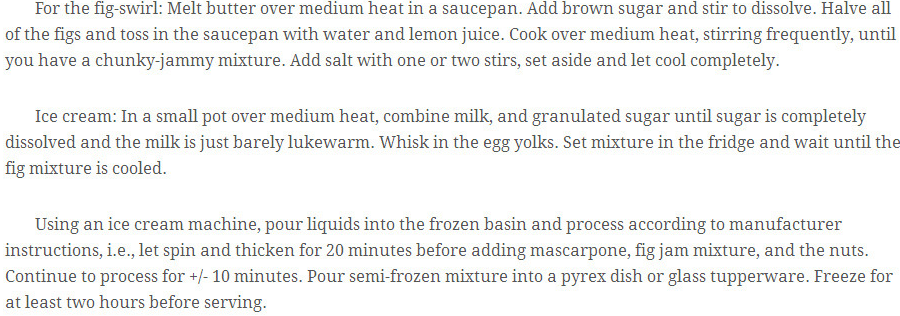 For the fig-swirl: Melt butter over medium heat in a saucepan. Add brown sugar and stir to dissolve. Halve all
of the figs and toss in the saucepan with water and lemon juice. Cook over medium heat, stirring frequently, until
you have a chunky-jammy mixture. Add salt with one or two stirs, set aside and let cool completely.
Ice cream: In a small pot over medium heat, combine milk, and granulated sugar until sugar is completely
dissolved and the milk is just barely lukewarm. Whisk in the egg yolks. Set mixture in the fridge and wait until the
fig mixture is cooled.
Using an ice cream machine, pour liquids into the frozen basin and process according to manufacturer
instructions, i.e., let spin and thicken for 20 minutes before adding mascarpone, fig jam mixture, and the nuts.
Continue to process for +/- 10 minutes. Pour semi-frozen mixture into a pyrex dish or glass tupperware. Freeze for
at least two hours before serving.